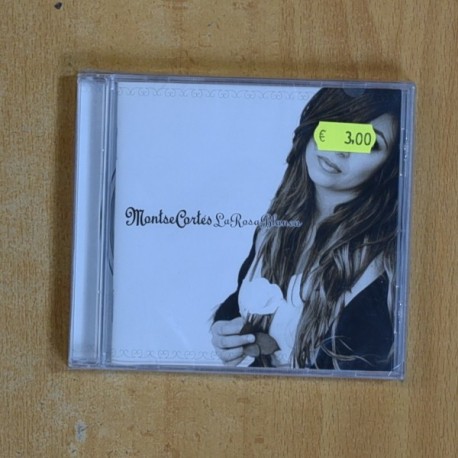 € 3,00
Montse Cortés La Rosa Blanca